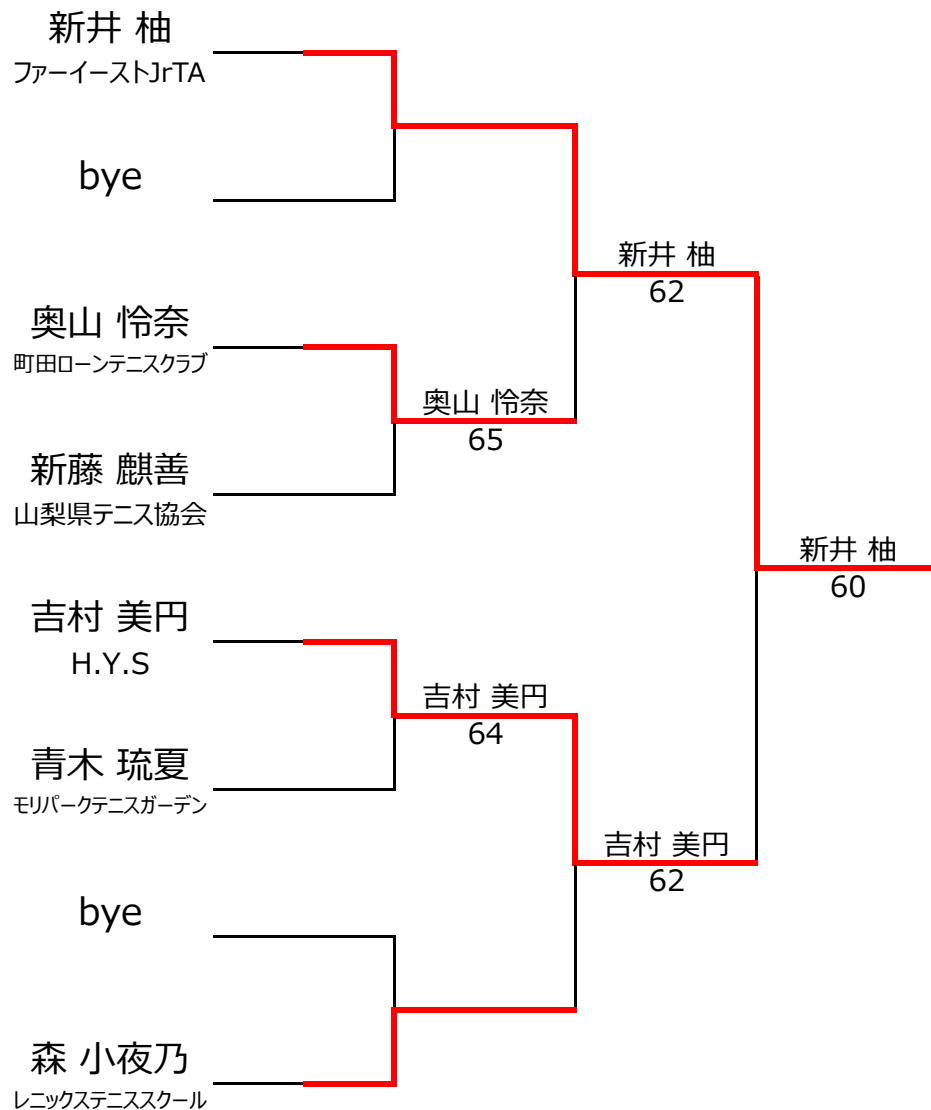 新井 柚
ファーイーストJrTA
bye
新井 柚
62
奥山 怜奈
町田ローンテニスクラブ
奥山 怜奈
65
新藤 麒善
山梨県テニス協会
新井 柚
60
吉村 美円
H.Y.S
吉村 美円
64
青木 琉夏
モリパークテニスガーデン
吉村 美円
62
bye
森 小夜乃
レニックステニススクール